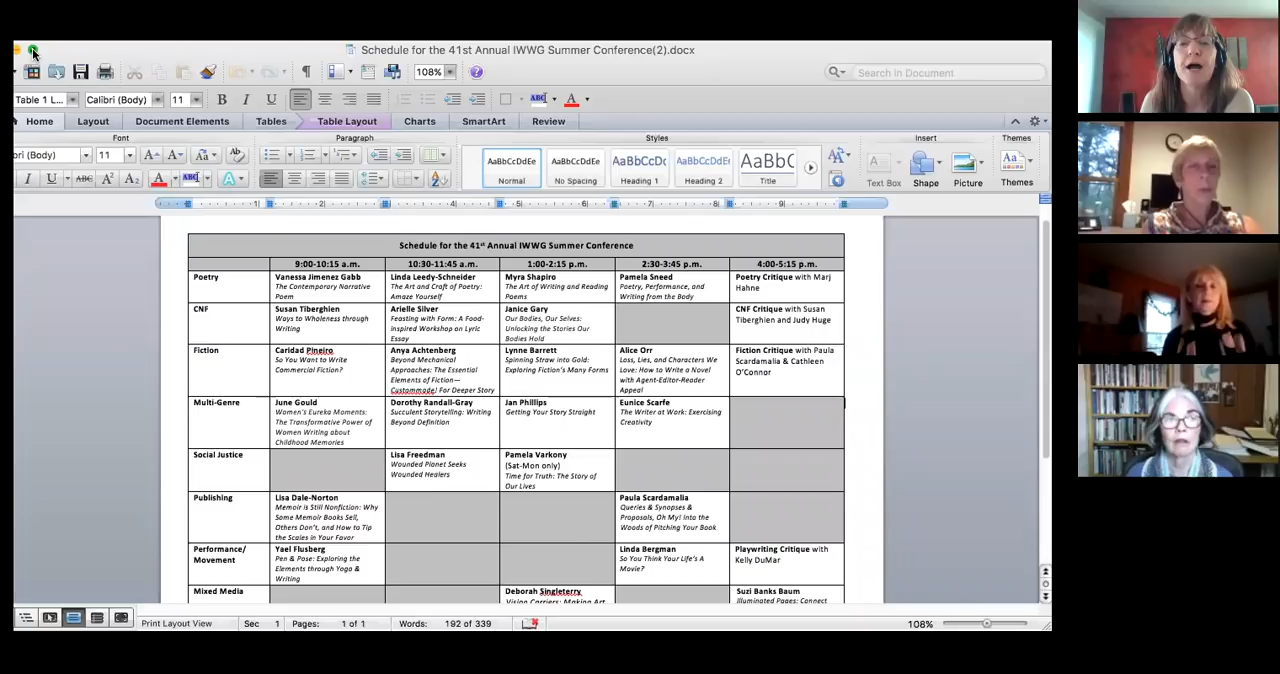 Schedule for the 41st Annual IWWG Summer Conference(2).docx
108%
Search in Document
Table 1 L...
Calibri (Body)
11
B I U
ABC
A
Home
Layout
Document Elements
Tables
Table Layout
Charts
SmartArt
Review
Font
Paragraph
Styles
Insert
Themes
ori (Body)
11
AaBbCcDdEe
AaBbCcDdEe
AaBbCcDc
AaBbCcDdEe
AaBbC
Normal
No Spacing
Heading 1
Heading 2
Title
Text Box
Shape
Picture
Themes
Schedule for the 41st Annual IWWG Summer Conference
9:00-10:15 a.m.
10:30-11:45 a.m.
1:00-2:15 p.m.
2:30-3:45 p.m.
4:00-5:15 p.m.
Poetry
Vanessa Jimenez Gabb
The Contemporary Narrative
Poem
Linda Leedy-Schneider
The Art and Craft of Poetry:
Amaze Yourself
Myra Shapiro
The Art of Writing and Reading
Poems
Pamela Sneed
Poetry, Performance, and
Writing from the Body
Poetry Critique with Marj
Hahne
CNF
Susan Tiberghien
Ways to Wholeness through
Writing
Arielle Silver
Feasting with Form: A Food-
inspired Workshop on Lyric
Essay
Janice Gary
Our Bodies, Our Selves:
Unlocking the Stories Our
Bodies Hold
CNF Critique with Susan
Tiberghien and Judy Huge
Fiction
Caridad Pineiro
So You Want to Write
Commercial Fiction?
Anya Achtenberg
Beyond Mechanical
Approaches: The Essential
Elements of Fiction—
Custommade! For Deeper Story
Lynne Barrett
Spinning Straw into Gold:
Exploring Fiction's Many Forms
Alice Orr
Loss, Lies, and Characters We
Love: How to Write a Novel
with Agent-Editor-Reader
Appeal
Fiction Critique with Paula
Scardamalia & Cathleen
O'Connor
Multi-Genre
June Gould
Women's Eureka Moments:
The Transformative Power of
Women Writing about
Childhood Memories
Dorothy Randall-Gray
Succulent Storytelling: Writing
Beyond Definition
Jan Phillips
Getting Your Story Straight
Eunice Scarfe
The Writer at Work: Exercising
Creativity
Social Justice
Lisa Freedman
Wounded Planet Seeks
Wounded Healers
Pamela Varkony
(Sat-Mon only)
Time for Truth: The Story of
Our Lives
Publishing
Lisa Dale-Norton
Memoir is Still Nonfiction: Why
Some Memoir Books Sell,
Others Don't, and How to Tip
the Scales in Your Favor
Paula Scardamalia
Queries & Synopses &
Proposals, Oh My! Into the
Woods of Pitching Your Book
Performance/
Movement
Yael Flusberg
Pen & Pose: Exploring the
Elements through Yoga &
Writing
Linda Bergman
So You Think Your Life's A
Movie?
Playwriting Critique with
Kelly DuMar
Mixed Media
Deborah Singleterry
Vision Carriers: Making Art
Suzi Banks Baum
Illuminated Pages: Connect
Print Layout View
Sec 1
Pages: 1 of 1
Words: 192 of 339
108%